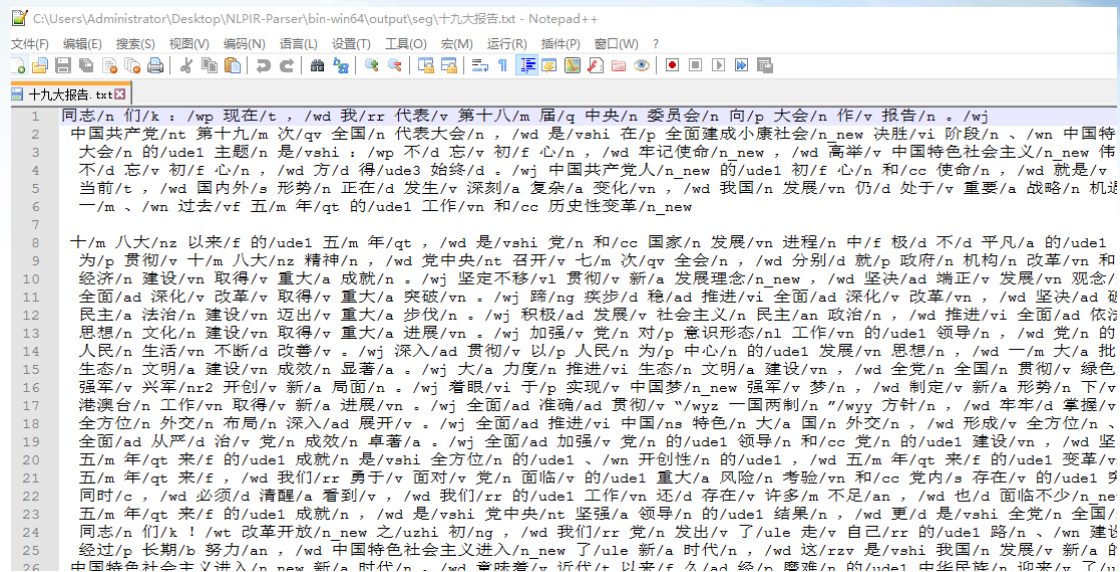 C:\Users\Administrator\Desktop\NLPIR-Parser\bin-win64\output\seg\十九大报告.txt - Notepad++
文件(F) 编辑(E) 搜索(S) 视图(V) 编码(N) 语言(L) 设置(T) 工具(O) 宏(M) 运行(R) 插件(P) 窗口(W) ?
十九大报告.txt
1 同志/n 们/k ：/wp 现在/t ，/wd 我/rr 代表/v 第十八/m 届/q 中央/n 委员会/n 向/p 大会/n 作/v 报告/n 。/wj
2 中国共产党/nt 第十九/m 次/qv 全国/n 代表大会/n ，/wd 是/vshi 在/p 全面建成小康社会/n_new 决胜/vi 阶段/n 、/wn 中国特
3 大会/n 的/ude1 主题/n 是/vshi ：/wp 不/d 忘/v 初/f 心/n ，/wd 牢记使命/n_new ，/wd 高举/v 中国特色社会主义/n_new 伟
4 不/d 忘/v 初/f 心/n ，/wd 方/d 得/ude3 始终/d 。/wj 中国共产党人/n_new 的/ude1 初/f 心/n 和/cc 使命/n ，/wd 就是/v
5 当前/t ，/wd 国内外/s 形势/n 正在/d 发生/v 深刻/a 复杂/a 变化/vn ，/wd 我国/n 发展/vn 仍/d 处于/v 重要/a 战略/n 机遇
6 一/m 、/wn 过去/vf 五/m 年/qt 的/ude1 工作/vn 和/cc 历史性变革/n_new
7
8 十/m 八大/nz 以来/f 的/ude1 五/m 年/qt ，/wd 是/vshi 党/n 和/cc 国家/n 发展/vn 进程/n 中/f 极/d 不/d 平凡/a 的/ude1
9 为/p 贯彻/v 十/m 八大/nz 精神/n ，/wd 党中央/nt 召开/v 七/m 次/qv 全会/n ，/wd 分别/d 就/p 政府/n 机构/n 改革/vn 和
10 经济/n 建设/vn 取得/v 重大/a 成就/n 。/wj 坚定不移/vl 贯彻/v 新/a 发展理念/n_new ，/wd 坚决/ad 端正/v 发展/vn 观念/
11 全面/ad 深化/v 改革/v 取得/v 重大/a 突破/vn 。/wj 蹄/ng 疾步/d 稳/ad 推进/vi 全面/ad 深化/v 改革/vn ，/wd 坚决/ad 破
12 民主/a 法治/n 建设/vn 迈出/v 重大/a 步伐/n 。/wj 积极/ad 发展/v 社会主义/n 民主/an 政治/n ，/wd 推进/vi 全面/ad 依法
13 思想/n 文化/n 建设/vn 取得/v 重大/a 进展/vn 。/wj 加强/v 党/n 对/p 意识形态/nl 工作/vn 的/ude1 领导/n ，/wd 党/n 的
14 人民/n 生活/vn 不断/d 改善/v 。/wj 深入/ad 贯彻/v 以/p 人民/n 为/p 中心/n 的/ude1 发展/vn 思想/n ，/wd 一/m 大/a 批
15 生态/n 文明/a 建设/vn 成效/n 显著/a 。/wj 大/a 力度/n 推进/vi 生态/n 文明/a 建设/vn ，/wd 全党/n 全国/n 贯彻/v 绿色
16 强军/v 兴军/nr2 开创/v 新/a 局面/n 。/wj 着眼/vi 于/p 实现/v 中国梦/n_new 强军/v 梦/n ，/wd 制定/v 新/a 形势/n 下/v
17 港澳台/n 工作/vn 取得/v 新/a 进展/vn 。/wj 全面/ad 准确/ad 贯彻/v “/wyz 一国两制/n ”/wyy 方针/n ，/wd 牢牢/d 掌握/v
18 全方位/n 外交/n 布局/n 深入/ad 展开/v 。/wj 全面/ad 推进/vi 中国/ns 特色/n 大/a 国/n 外交/n ，/wd 形成/v 全方位/n 、
19 全面/ad 从严/d 治/v 党/n 成效/n 卓著/a 。/wj 全面/ad 加强/v 党/n 的/ude1 领导/n 和/cc 党/n 的/ude1 建设/vn ，/wd 坚
20 五/m 年/qt 来/f 的/ude1 成就/n 是/vshi 全方位/n 的/ude1 、/wn 开创性/n 的/ude1 ，/wd 五/m 年/qt 来/f 的/ude1 变革/v
21 五/m 年/qt 来/f ，/wd 我们/rr 勇于/v 面对/v 党/n 面临/v 的/ude1 重大/a 风险/n 考验/vn 和/cc 党内/s 存在/v 的/ude1 突
22 同时/c ，/wd 必须/d 清醒/a 看到/v ，/wd 我们/rr 的/ude1 工作/vn 还/d 存在/v 许多/m 不足/an ，/wd 也/d 面临不少/n_ne
23 五/m 年/qt 来/f 的/ude1 成就/n ，/wd 是/vshi 党中央/nt 坚强/a 领导/n 的/ude1 结果/n ，/wd 更/d 是/vshi 全党/n 全国/
24 同志/n 们/k ！/wt 改革开放/n_new 之/uzhi 初/ng ，/wd 我们/rr 党/n 发出/v 了/ule 走/v 自己/rr 的/ude1 路/n 、/wn 建设
25 经过/p 长期/b 努力/an ，/wd 中国特色社会主义进入/n_new 了/ule 新/a 时代/n ，/wd 这/rzv 是/vshi 我国/n 发展/v 新/a 的
26 中国特色社会主义进入/n_new 新/a 时代/n ，/wd 意味着/v 近代/t 以来/f 久/ad 经/p 磨难/n 的/ude1 中华民族/n 迎来/v 了/u